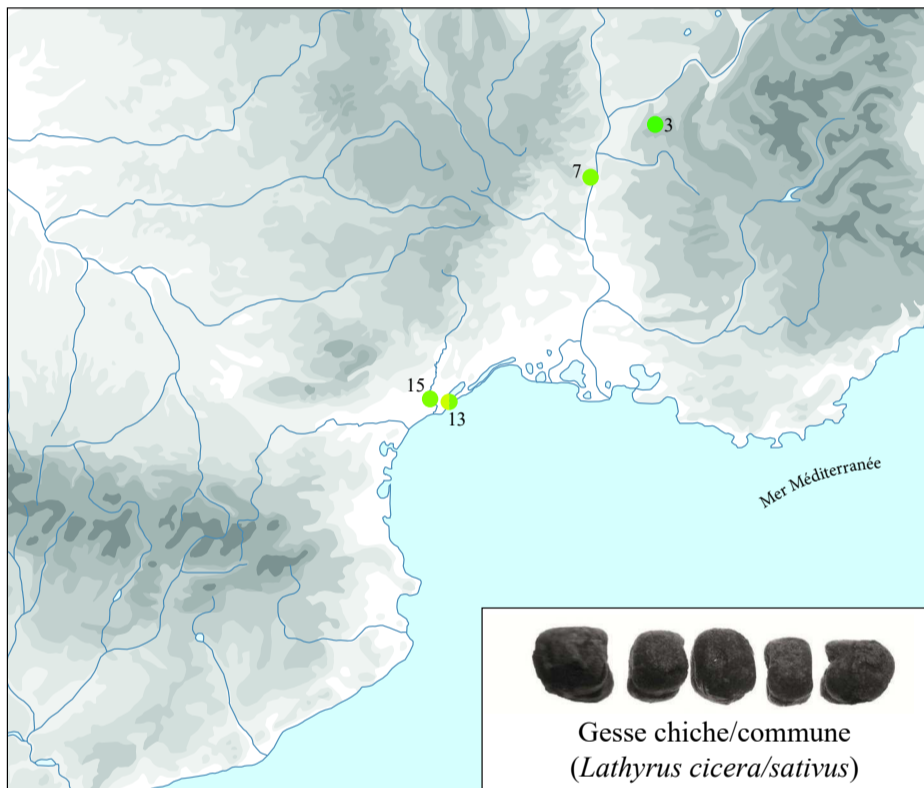 3
7
15
13
Mer Méditerranée
Gesse chiche/commune
(Lathyrus cicera/sativus)